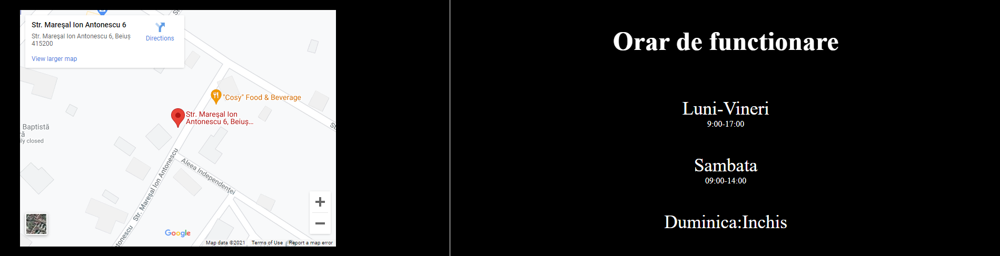 Str. Mareşal Ion Antonescu 6
Str. Mareşal Ion Antonescu 6, Beiuş
415200
Directions
View larger map
"Cosy" Food & Beverage
Str. Mareşal Ion
Antonescu 6, Beiuş...
Baptistă
ră
ily closed
Aleea Independenţei
Str. Mareşal Ion Antonescu
tonescu
St
Google
Map data ©2021 Terms of Use Report a map error
Orar de functionare
Luni-Vineri
9:00-17:00
Sambata
09:00-14:00
Duminica:Inchis